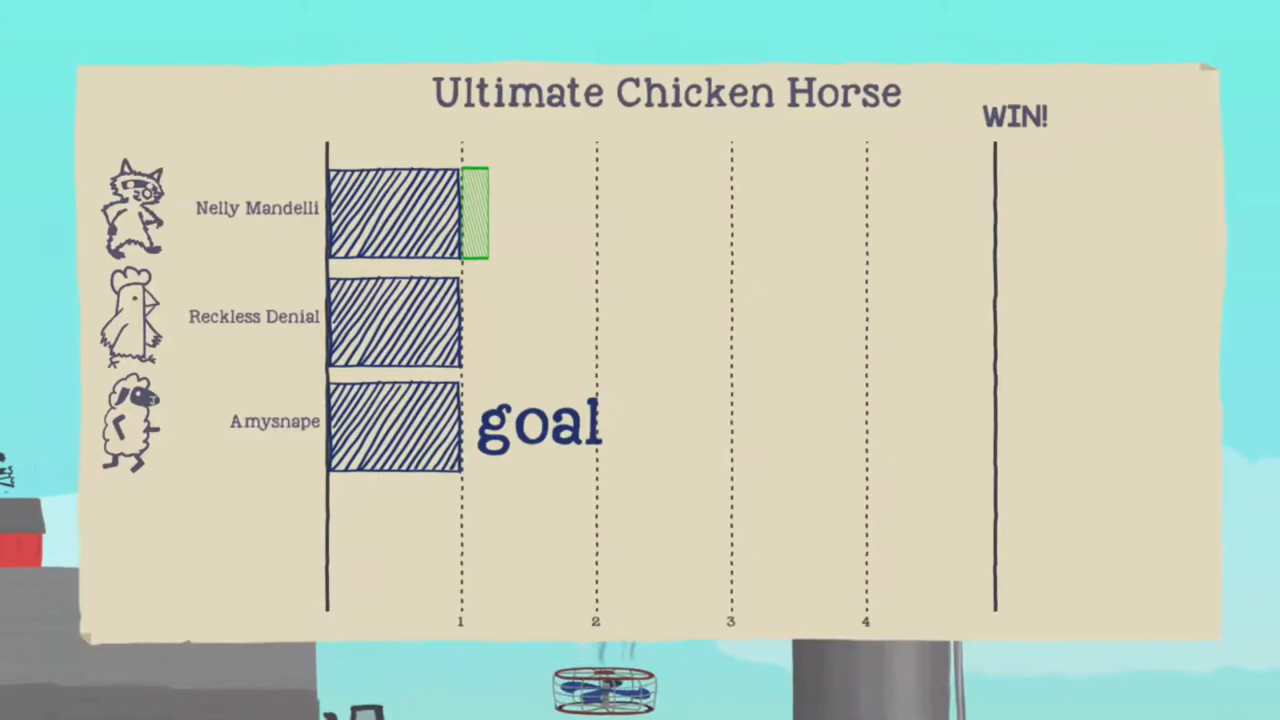 Ultimate Chicken Horse
WIN!
Nelly Mandelli
Reckless Denial
Amysnape
goal
1 2 3 4